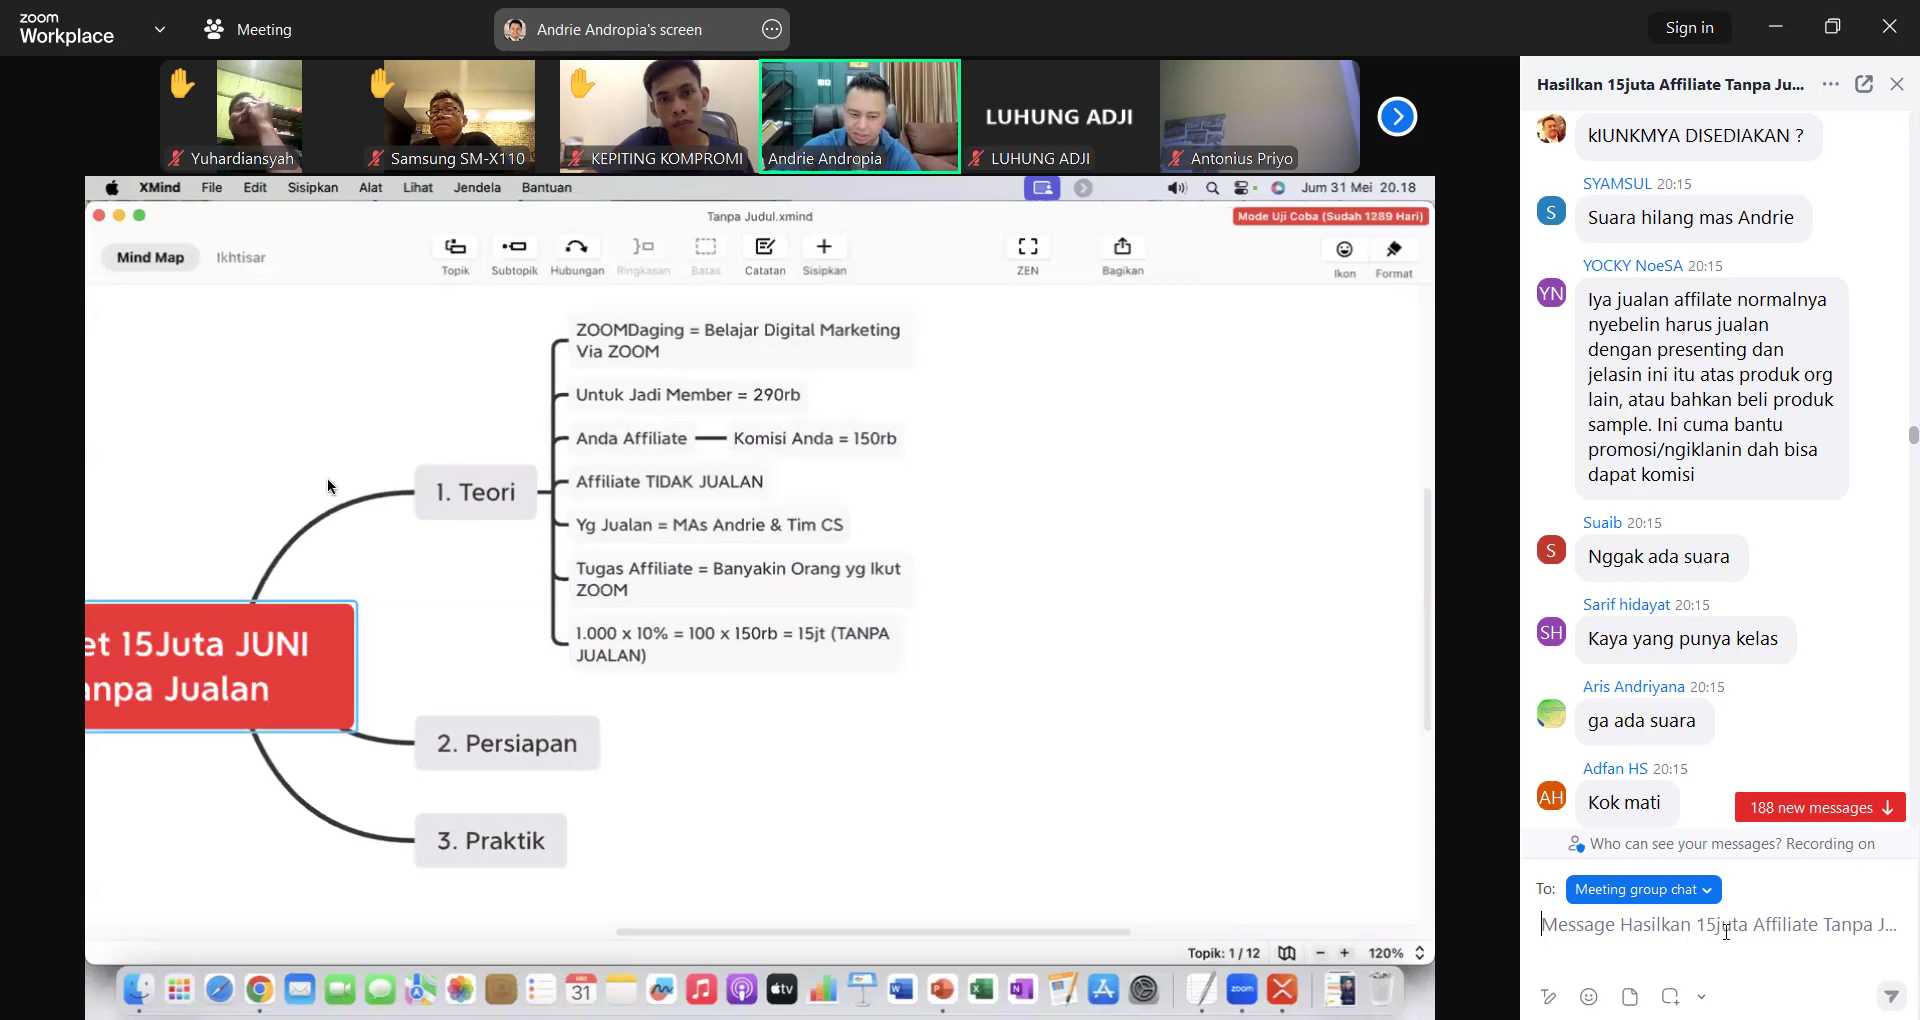 zoom
Workplace
Meeting
Andrie Andropia's screen
Sign in
Yuhardiansyah
Samsung SM-X110
KEPITING KOMPROMI
Andrie Andropia
LUHUNG ADJI
LUHUNG ADJI
Antonius Priyo
XMind File Edit Sisipkan Alat Lihat Jendela Bantuan
Jum 31 Mei 20.18
Tanpa Judul.xmind
Mode Uji Coba (Sudah 1289 Hari)
Mind Map Ikhtisar
Topik Subtopik Hubungan Ringkasan Batas Catatan Sisipkan ZEN Bagikan Ikon Format
ZOOMDaging = Belajar Digital Marketing
Via ZOOM
Untuk Jadi Member = 290rb
Anda Affiliate
Komisi Anda = 150rb
Affiliate TIDAK JUALAN
Yg Jualan = MAs Andrie & Tim CS
Tugas Affiliate = Banyakin Orang yg Ikut
ZOOM
1.000 x 10% = 100 x 150rb = 15jt (TANPA
JUALAN)
1. Teori
et 15Juta JUNI
anpa Jualan
2. Persiapan
3. Praktik
Topik: 1 / 12
120%
MEI
31
tv
zoom
Hasilkan 15juta Affiliate Tanpa Ju...
kIUNKMYA DISEDIAKAN ?
SYAMSUL 20:15
S
Suara hilang mas Andrie
YOCKY NoeSA 20:15
YN
Iya jualan affilate normalnya
nyebelin harus jualan
dengan presenting dan
jelasin ini itu atas produk org
lain, atau bahkan beli produk
sample. Ini cuma bantu
promosi/ngiklanin dah bisa
dapat komisi
Suaib 20:15
S
Nggak ada suara
Sarif hidayat 20:15
SH
Kaya yang punya kelas
Aris Andriyana 20:15
ga ada suara
Adfan HS 20:15
AH
Kok mati
188 new messages
Who can see your messages? Recording on
To: Meeting group chat
Message Hasilkan 15juta Affiliate Tanpa J...